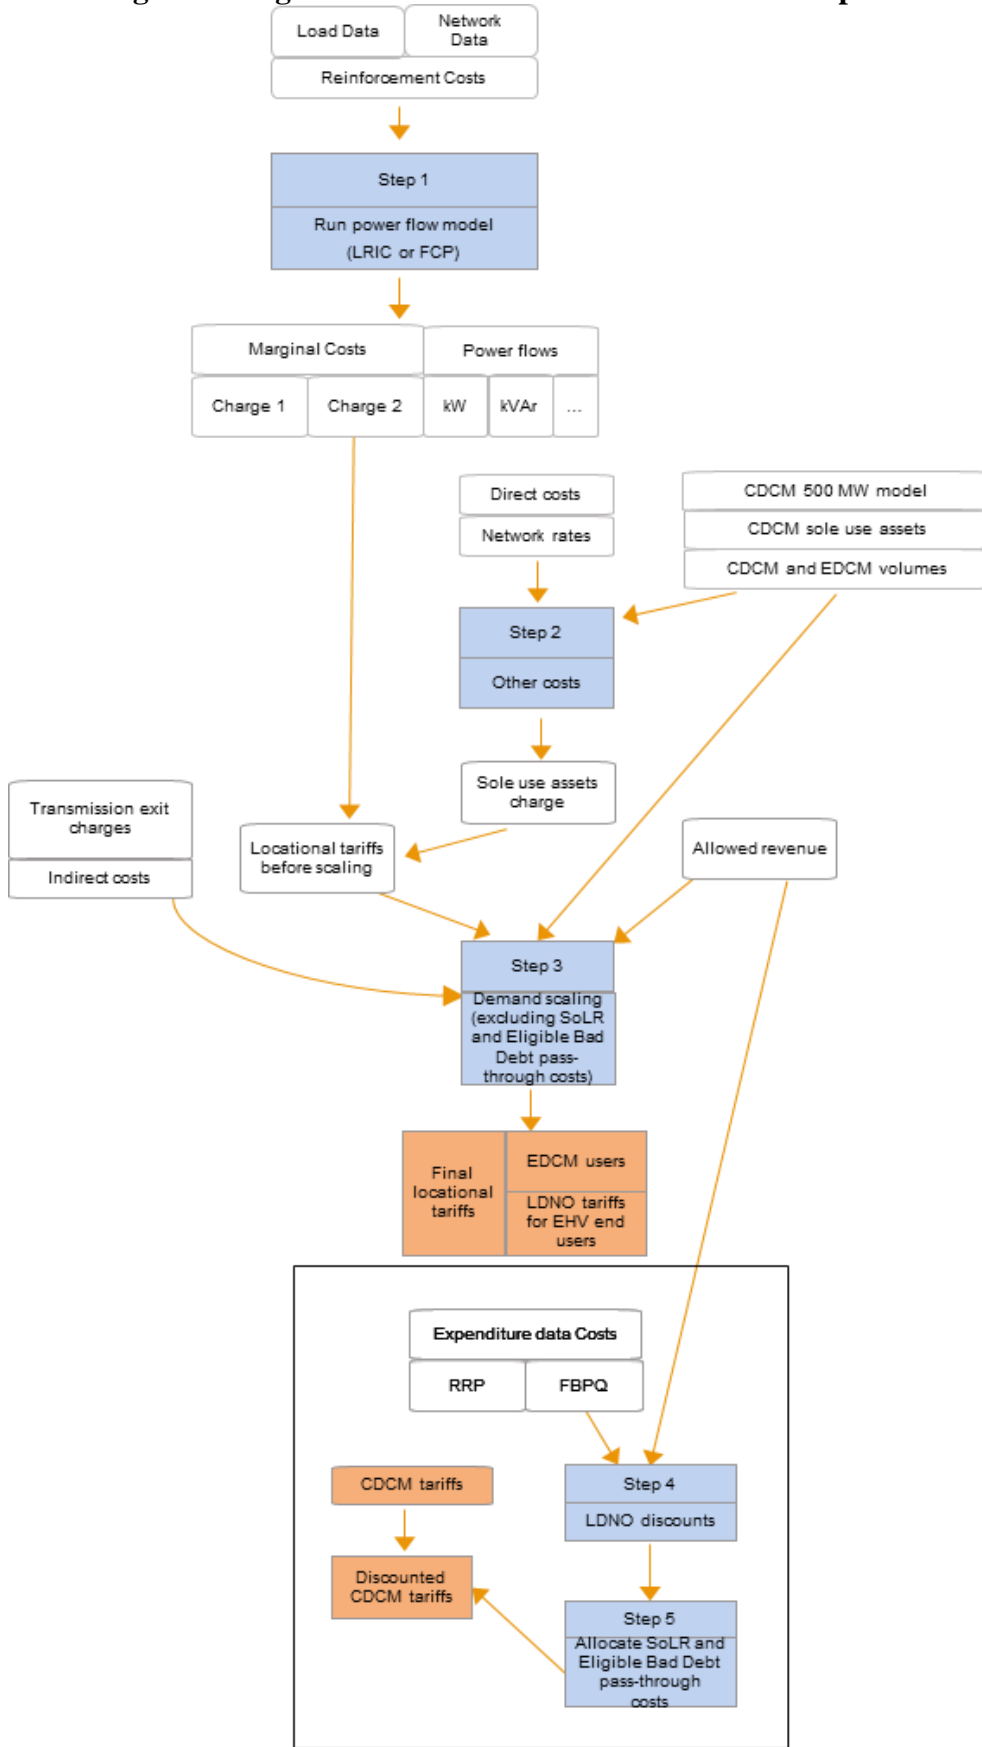 Load Data
Network
Data
Reinforcement Costs
Step 1
Run power flow model
(LRIC or FCP)
Marginal Costs
Power flows
Charge 1
Charge 2
kW
kVAr
...
Direct costs
Network rates
CDCM 500 MW model
CDCM sole use assets
CDCM and EDCM volumes
Step 2
Other costs
Sole use assets
charge
Transmission exit
charges
Indirect costs
Locational tariffs
before scaling
Allowed revenue
Step 3
Demand scaling
(excluding SoLR
and Eligible Bad
Debt pass-
through costs)
Final
locational
tariffs
EDCM users
LDNO tariffs
for EHV end
users
Expenditure data Costs
RRP
FBPQ
CDCM tariffs
Step 4
LDNO discounts
Discounted
CDCM tariffs
Step 5
Allocate SoLR and
Eligible Bad Debt
pass-through
costs